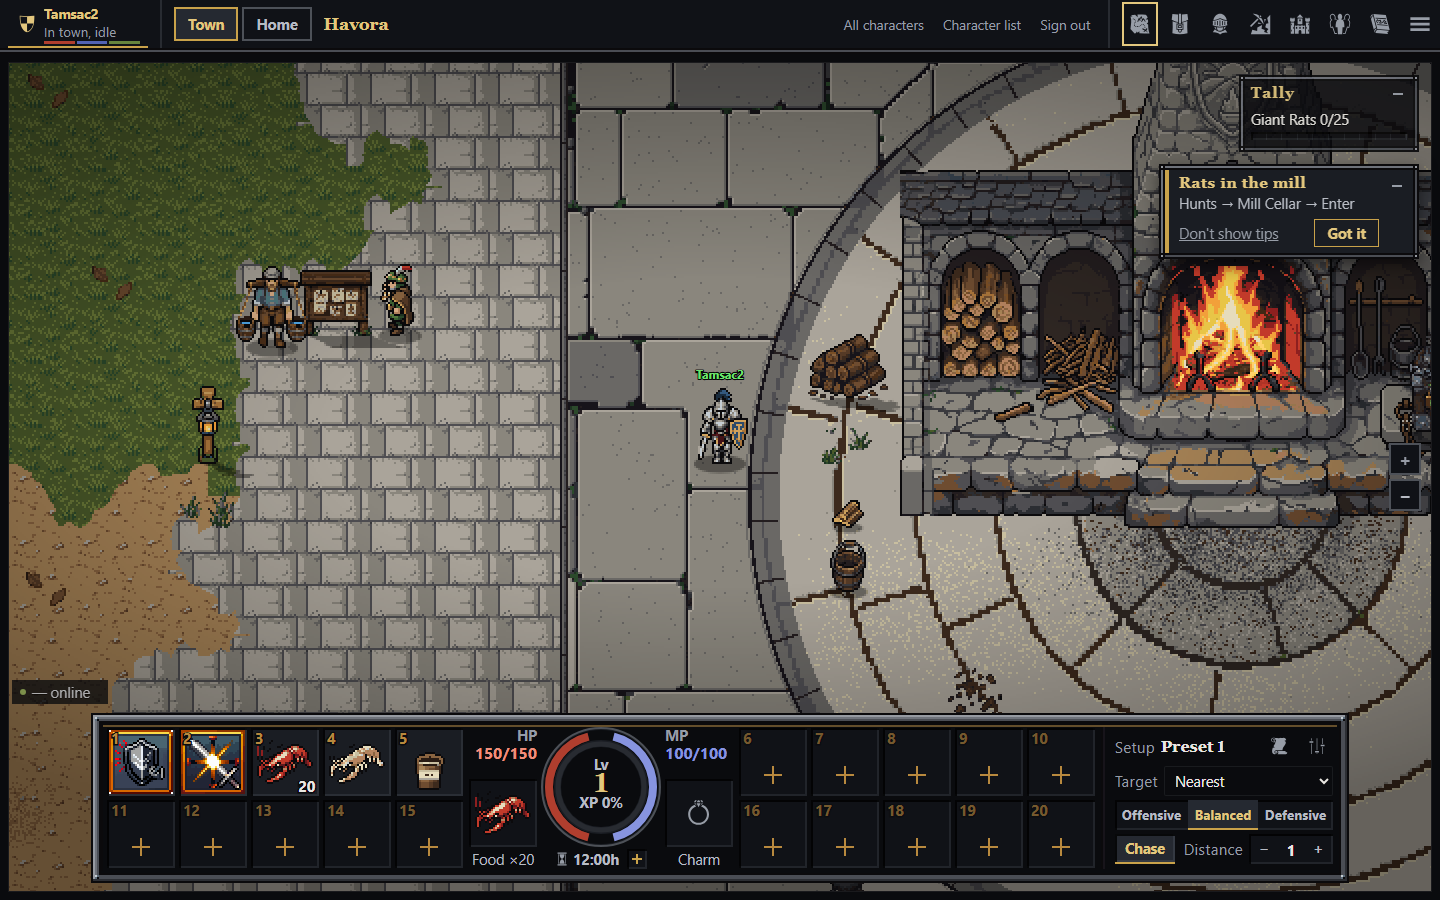 Tamsac2
In town, idle
Town
Home
Havora
All characters
Character list
Sign out
Tally
Giant Rats 0/25
Rats in the mill
Hunts → Mill Cellar → Enter
Don't show tips
Got it
Tamsac2
+
−
— online
1
2
3
20
4
5
HP
150/150
Lv
1
XP 0%
MP
100/100
6
7
8
9
10
11
12
13
14
15
Food ×20
12:00h
+
Charm
16
17
18
19
20
Setup Preset 1
Target Nearest
Offensive Balanced Defensive
Chase Distance − 1 +